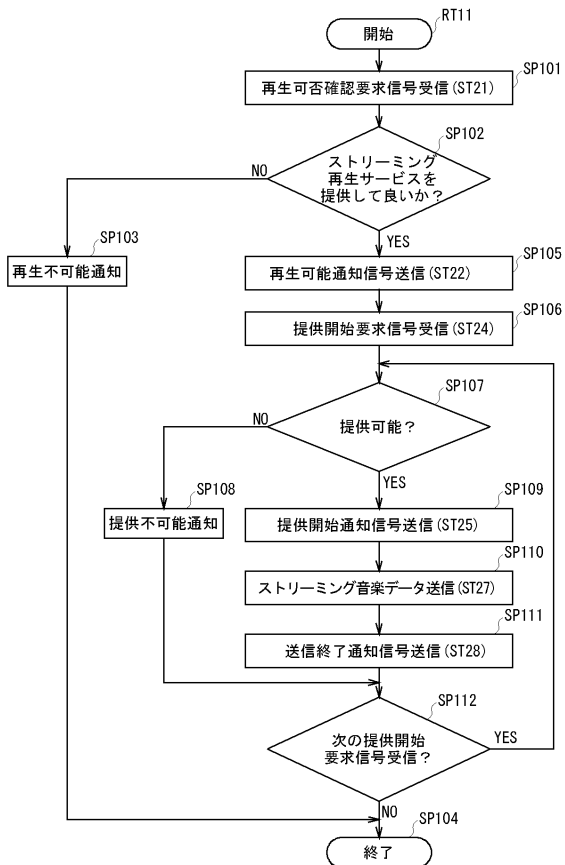 RT11
開始
SP101
再生可否確認要求信号受信(ST21)
SP102
ストリーミング
再生サービスを
提供して良いか？
NO
YES
SP103
再生不可能通知
SP105
再生可能通知信号送信(ST22)
SP106
提供開始要求信号受信(ST24)
SP107
提供可能？
NO
YES
SP108
提供不可能通知
SP109
提供開始通知信号送信(ST25)
SP110
ストリーミング音楽データ送信(ST27)
SP111
送信終了通知信号送信(ST28)
SP112
次の提供開始
要求信号受信？
YES
NO
SP104
終了